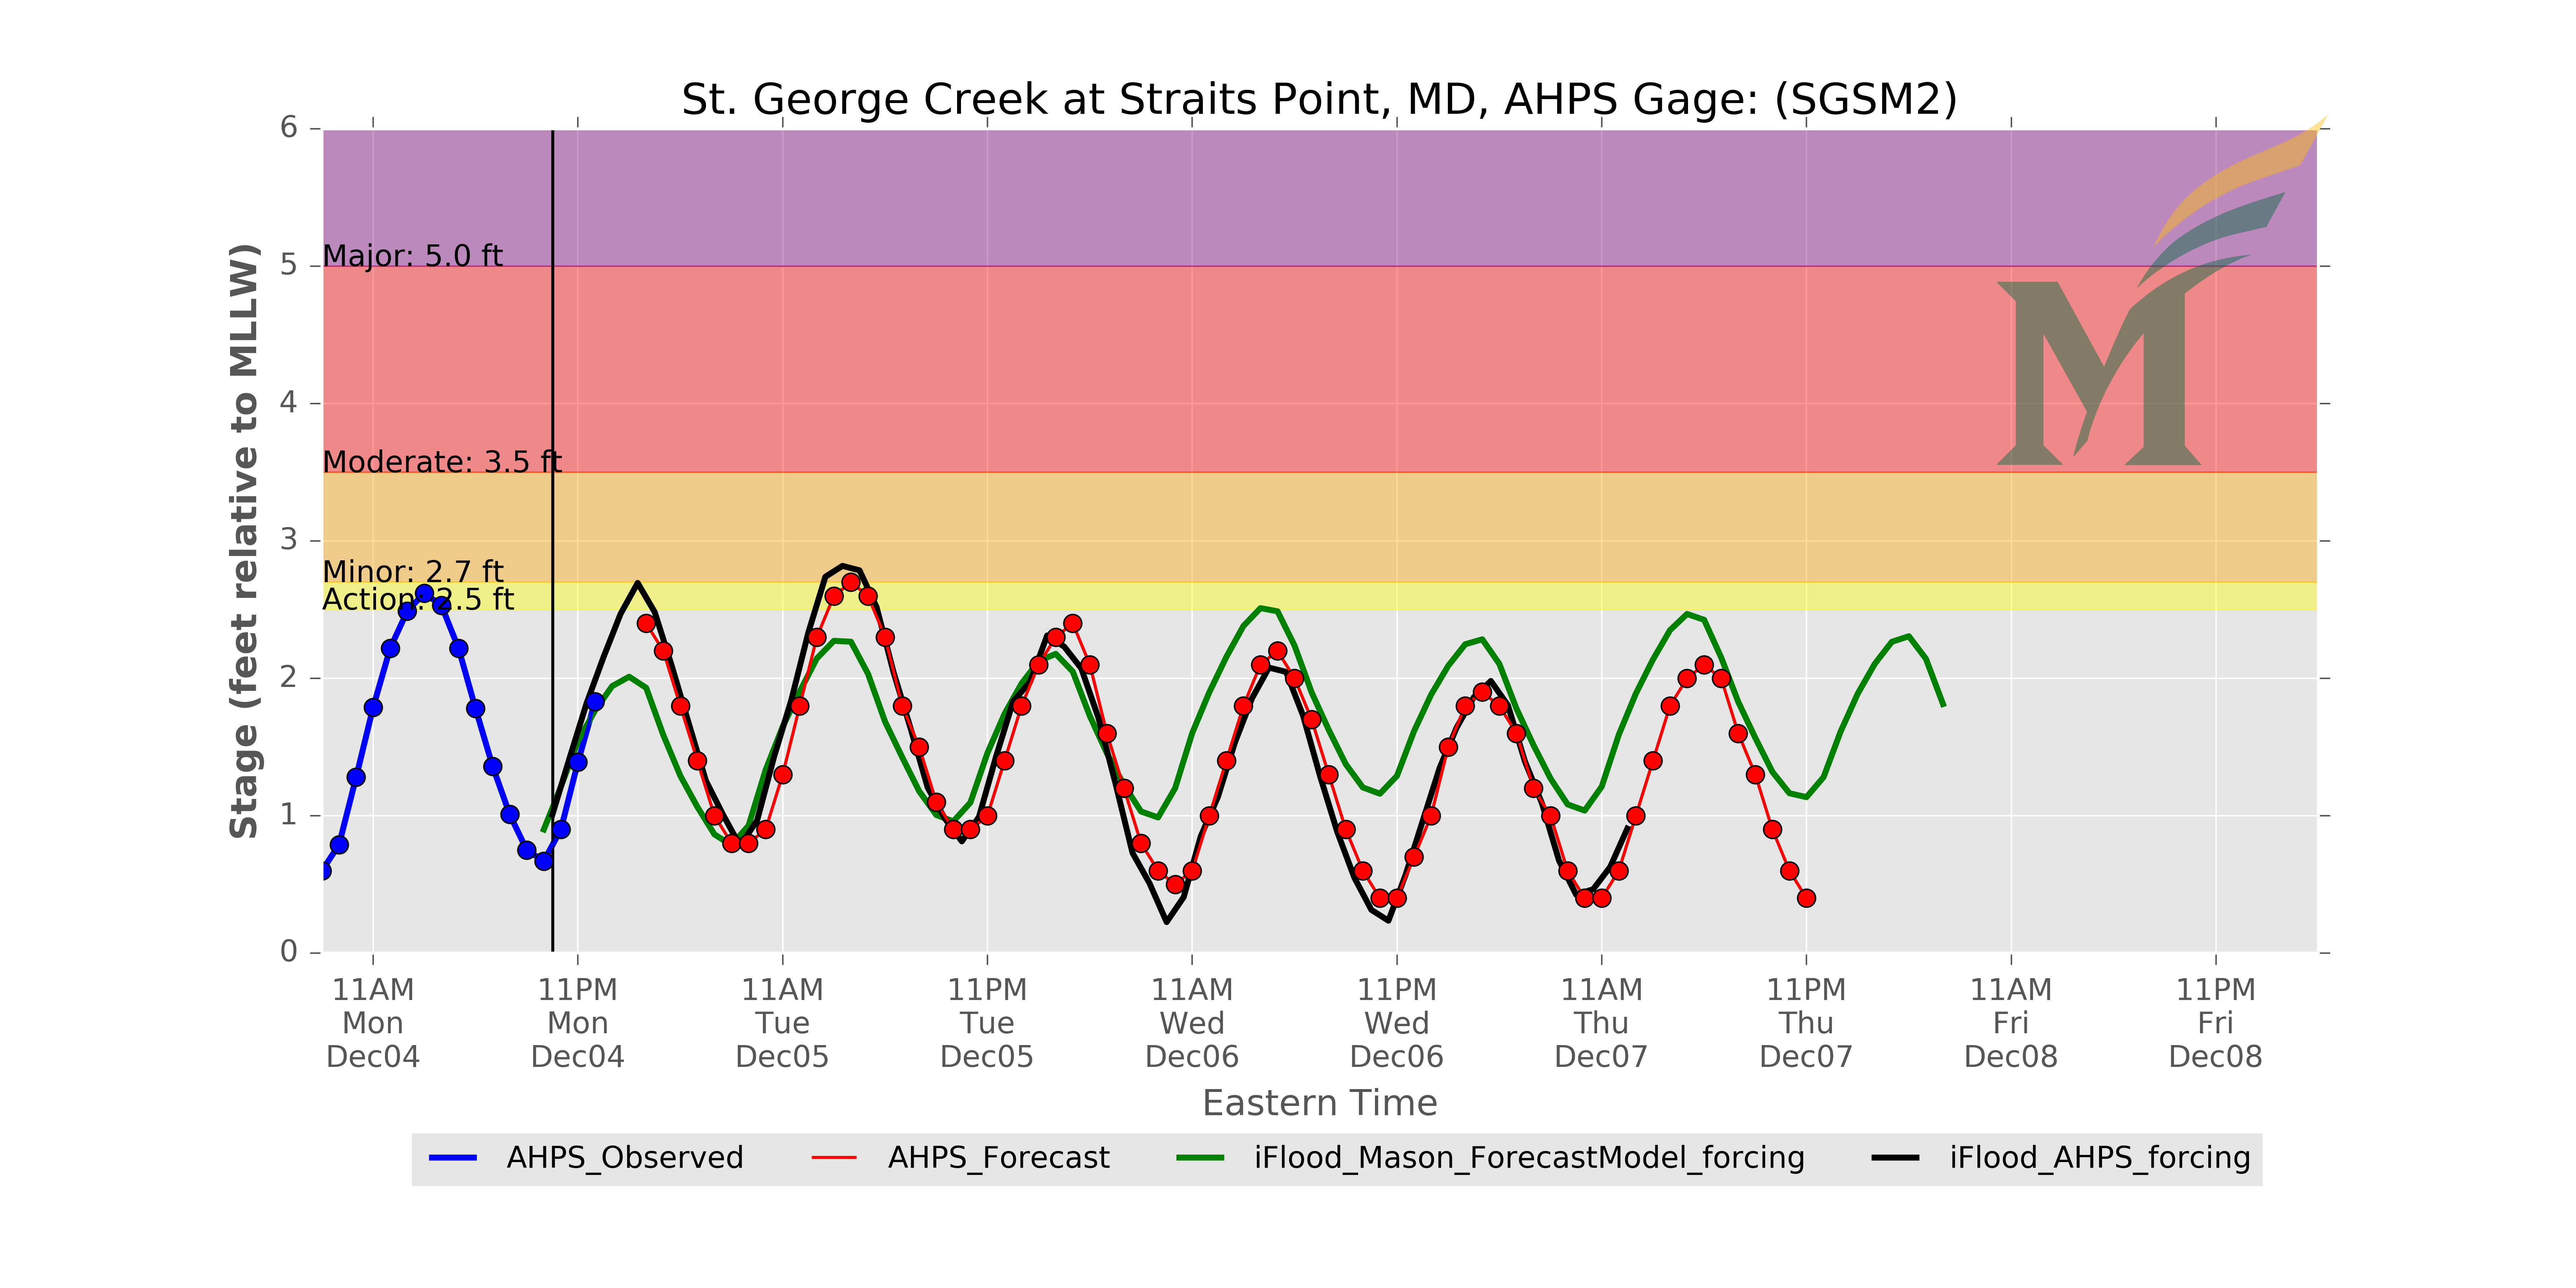 St. George Creek at Straits Point, MD, AHPS Gage: (SGSM2)
Stage (feet relative to MLLW)
6
5
4
3
2
1
0
Major: 5.0 ft
Moderate: 3.5 ft
Minor: 2.7 ft
Action: 2.5 ft
M
11AM 11PM 11AM 11PM 11AM 11PM 11AM 11PM 11AM 11PM
Mon Mon Tue Tue Wed Wed Thu Thu Fri Fri
Dec04 Dec04 Dec05 Dec05 Dec06 Dec06 Dec07 Dec07 Dec08 Dec08
Eastern Time
AHPS_Observed AHPS_Forecast iFlood_Mason_ForecastModel_forcing iFlood_AHPS_forcing